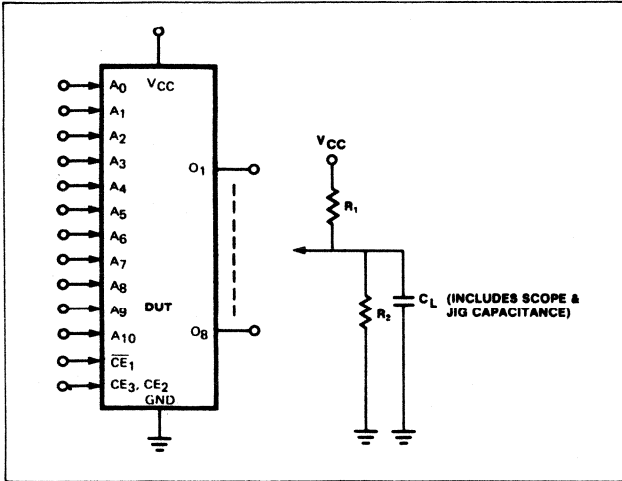 VCC
A0
A1
A2
A3
A4
A5
A6
A7
A8
A9
A10
C̅E̅1
CE3, CE2
GND
DUT
O1
O8
VCC
R1
R2
CL (INCLUDES SCOPE &
JIG CAPACITANCE)